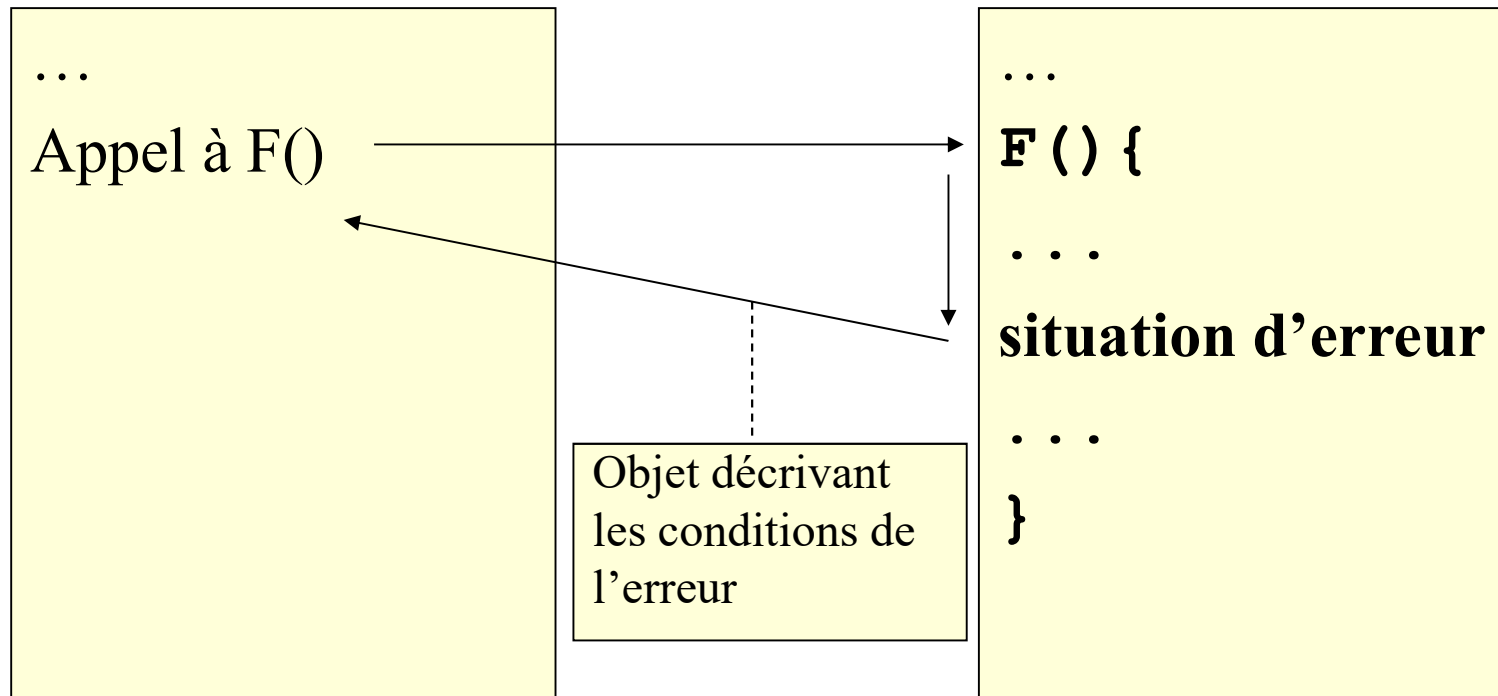 …
Appel à F()
Objet décrivant
les conditions de
l’erreur
…
F(){
...
situation d’erreur
...
}